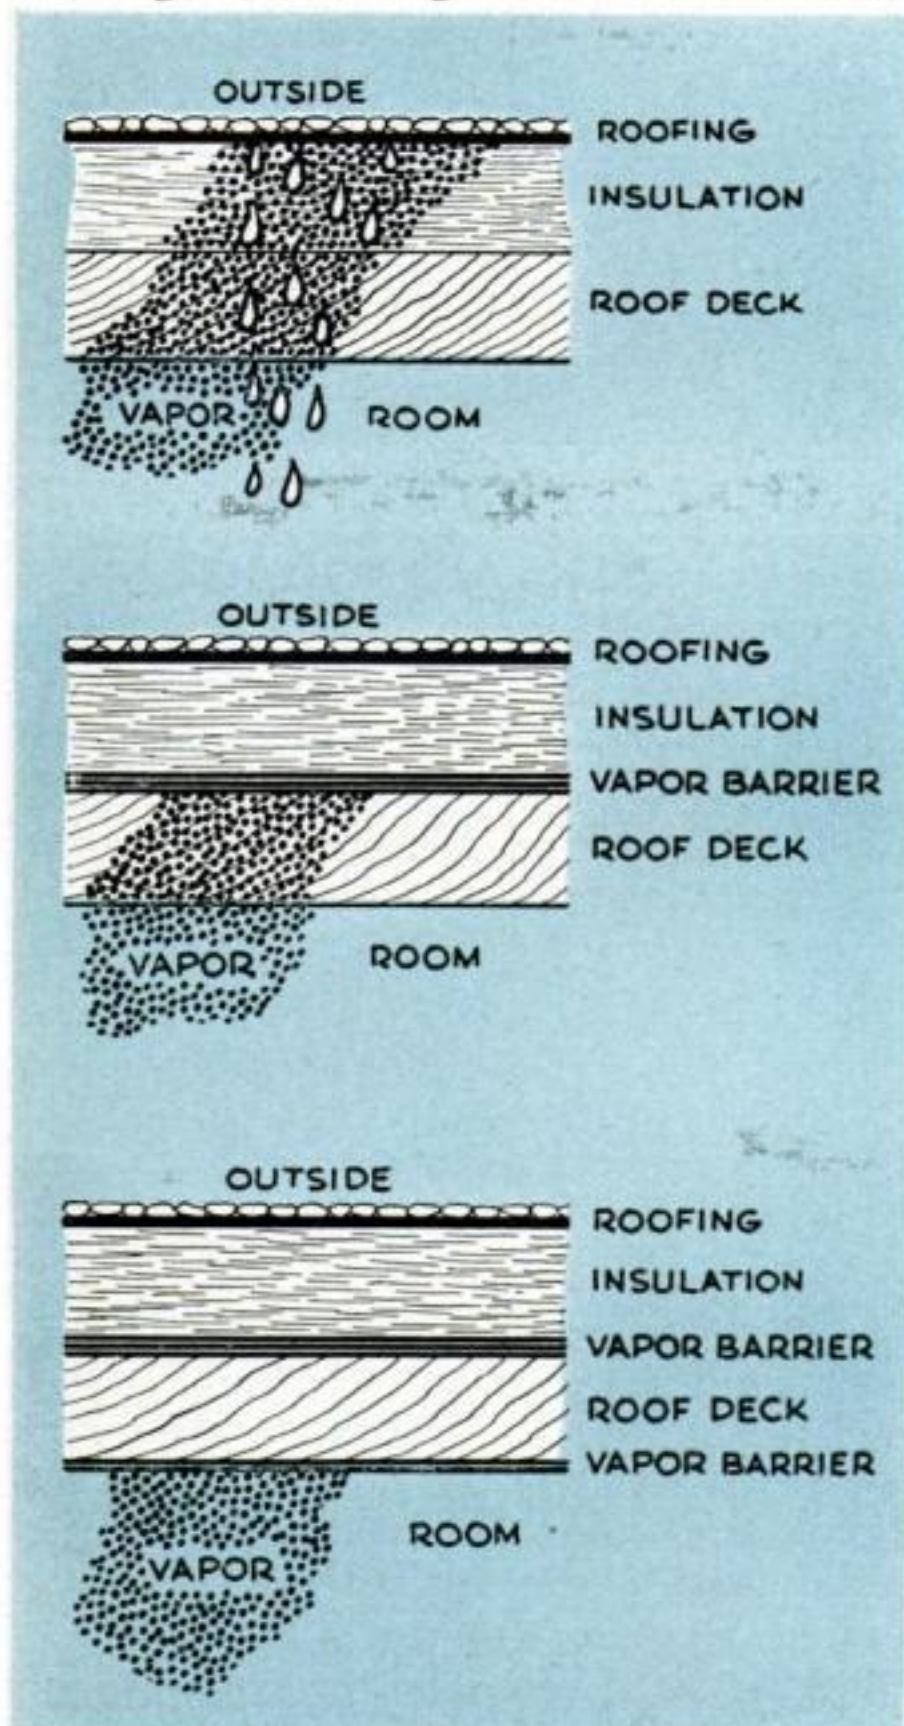 OUTSIDE
ROOFING
INSULATION
ROOF DECK
VAPOR ROOM
OUTSIDE
ROOFING
INSULATION
VAPOR BARRIER
ROOF DECK
VAPOR ROOM
OUTSIDE
ROOFING
INSULATION
VAPOR BARRIER
ROOF DECK
VAPOR BARRIER
ROOM
VAPOR